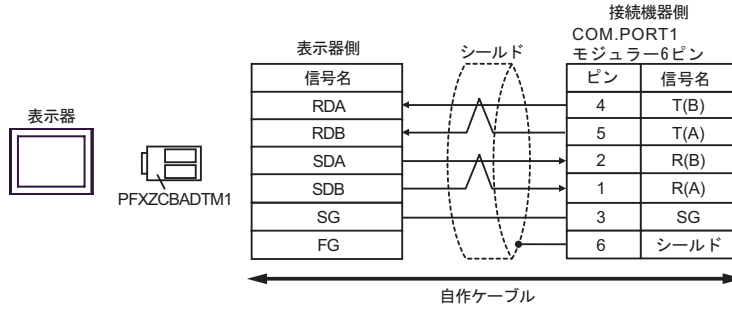 接続機器側
COM.PORT1
モジュラー6ピン
表示器側
シールド
信号名
ピン 信号名
RDA 4 T(B)
RDB 5 T(A)
SDA 2 R(B)
SDB 1 R(A)
SG 3 SG
FG 6 シールド
表示器
PFXZCBADTM1
自作ケーブル